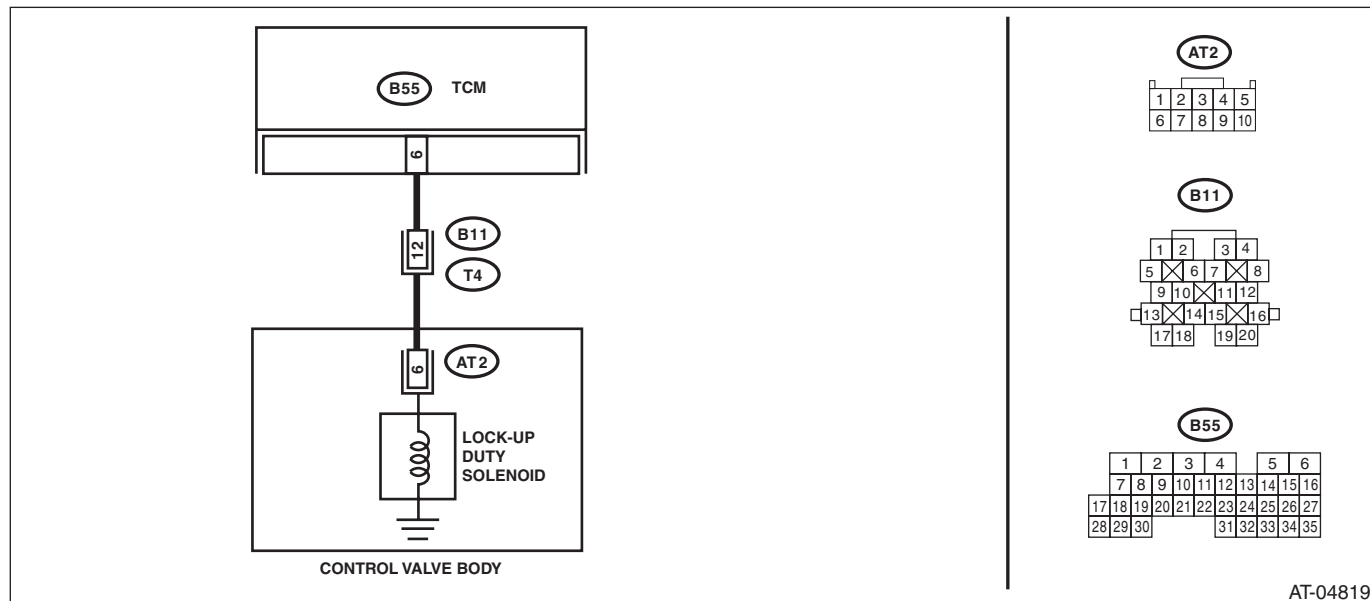 B55 TCM
6
12
B11
T4
6
AT2
LOCK-UP
DUTY
SOLENOID
CONTROL VALVE BODY
AT2
1 2 3 4 5
6 7 8 9 10
B11
1 2 3 4
5 6 7 8
9 10 11 12
13 14 15 16
17 18 19 20
B55
1 2 3 4 5 6
7 8 9 10 11 12 13 14 15 16
17 18 19 20 21 22 23 24 25 26 27
28 29 30 31 32 33 34 35
AT-04819